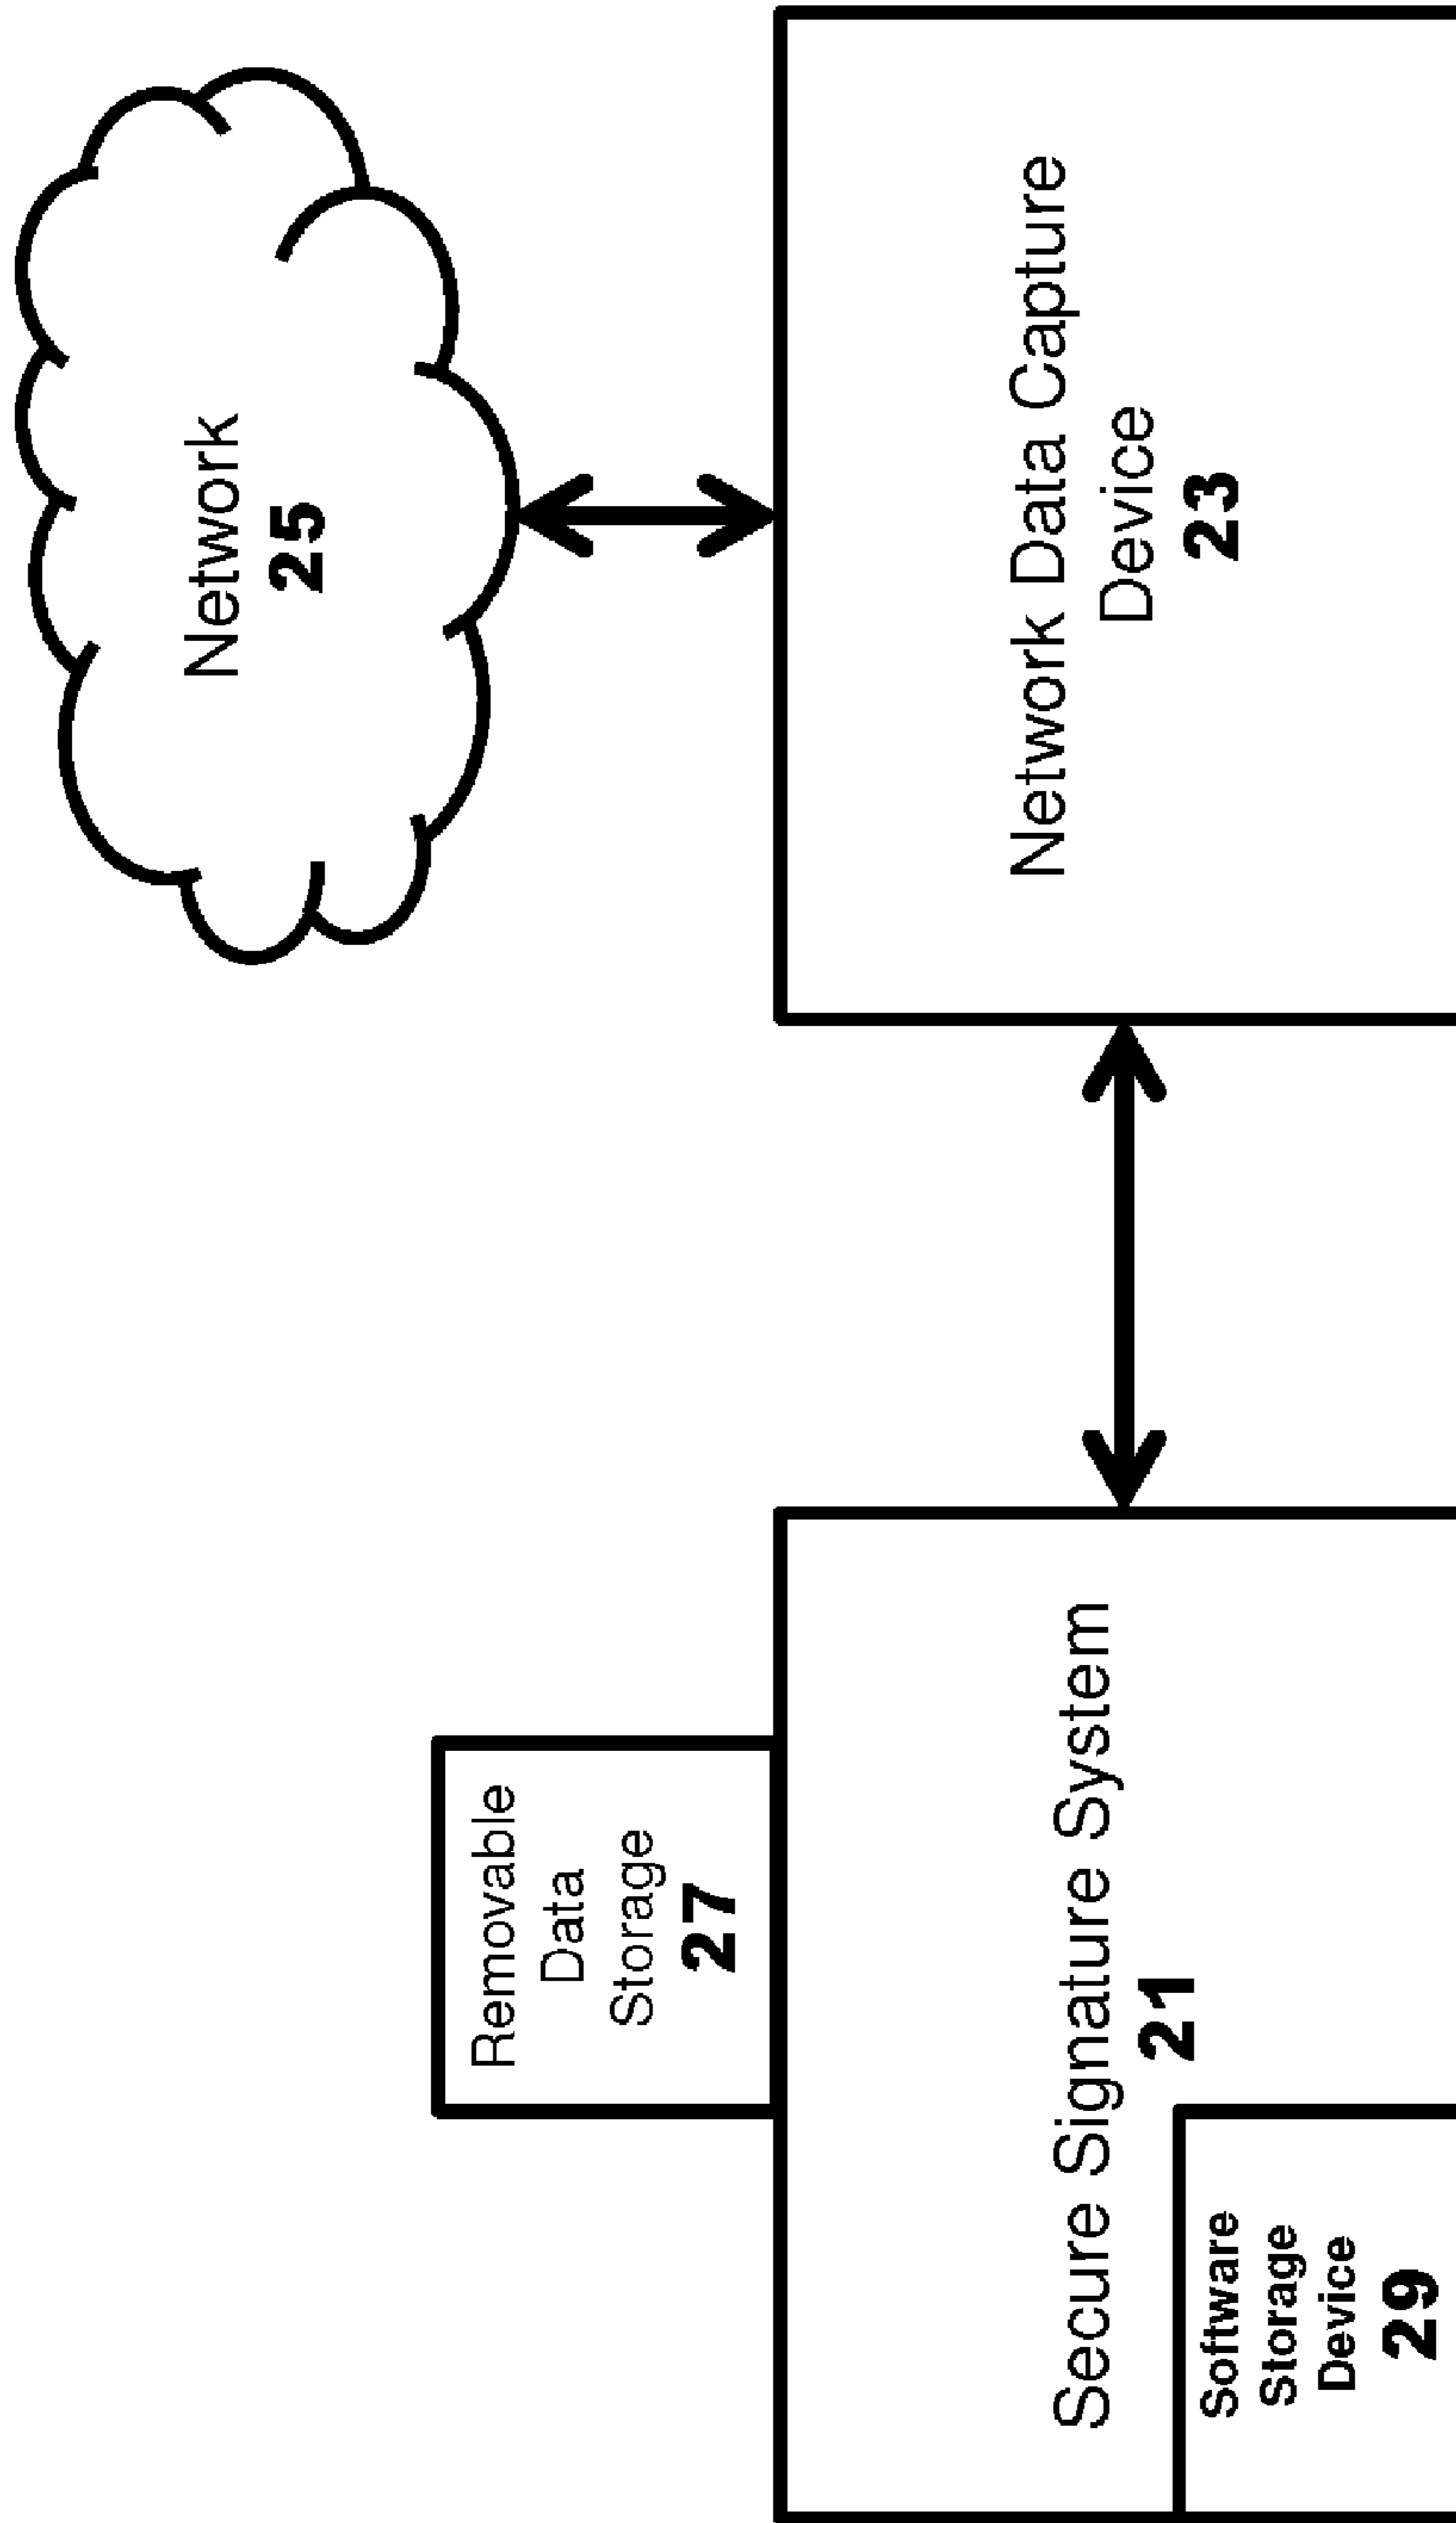 Network
25
Removable
Data
Storage
27
Secure Signature System
21
Software
Storage
Device
29
Network Data Capture
Device
23